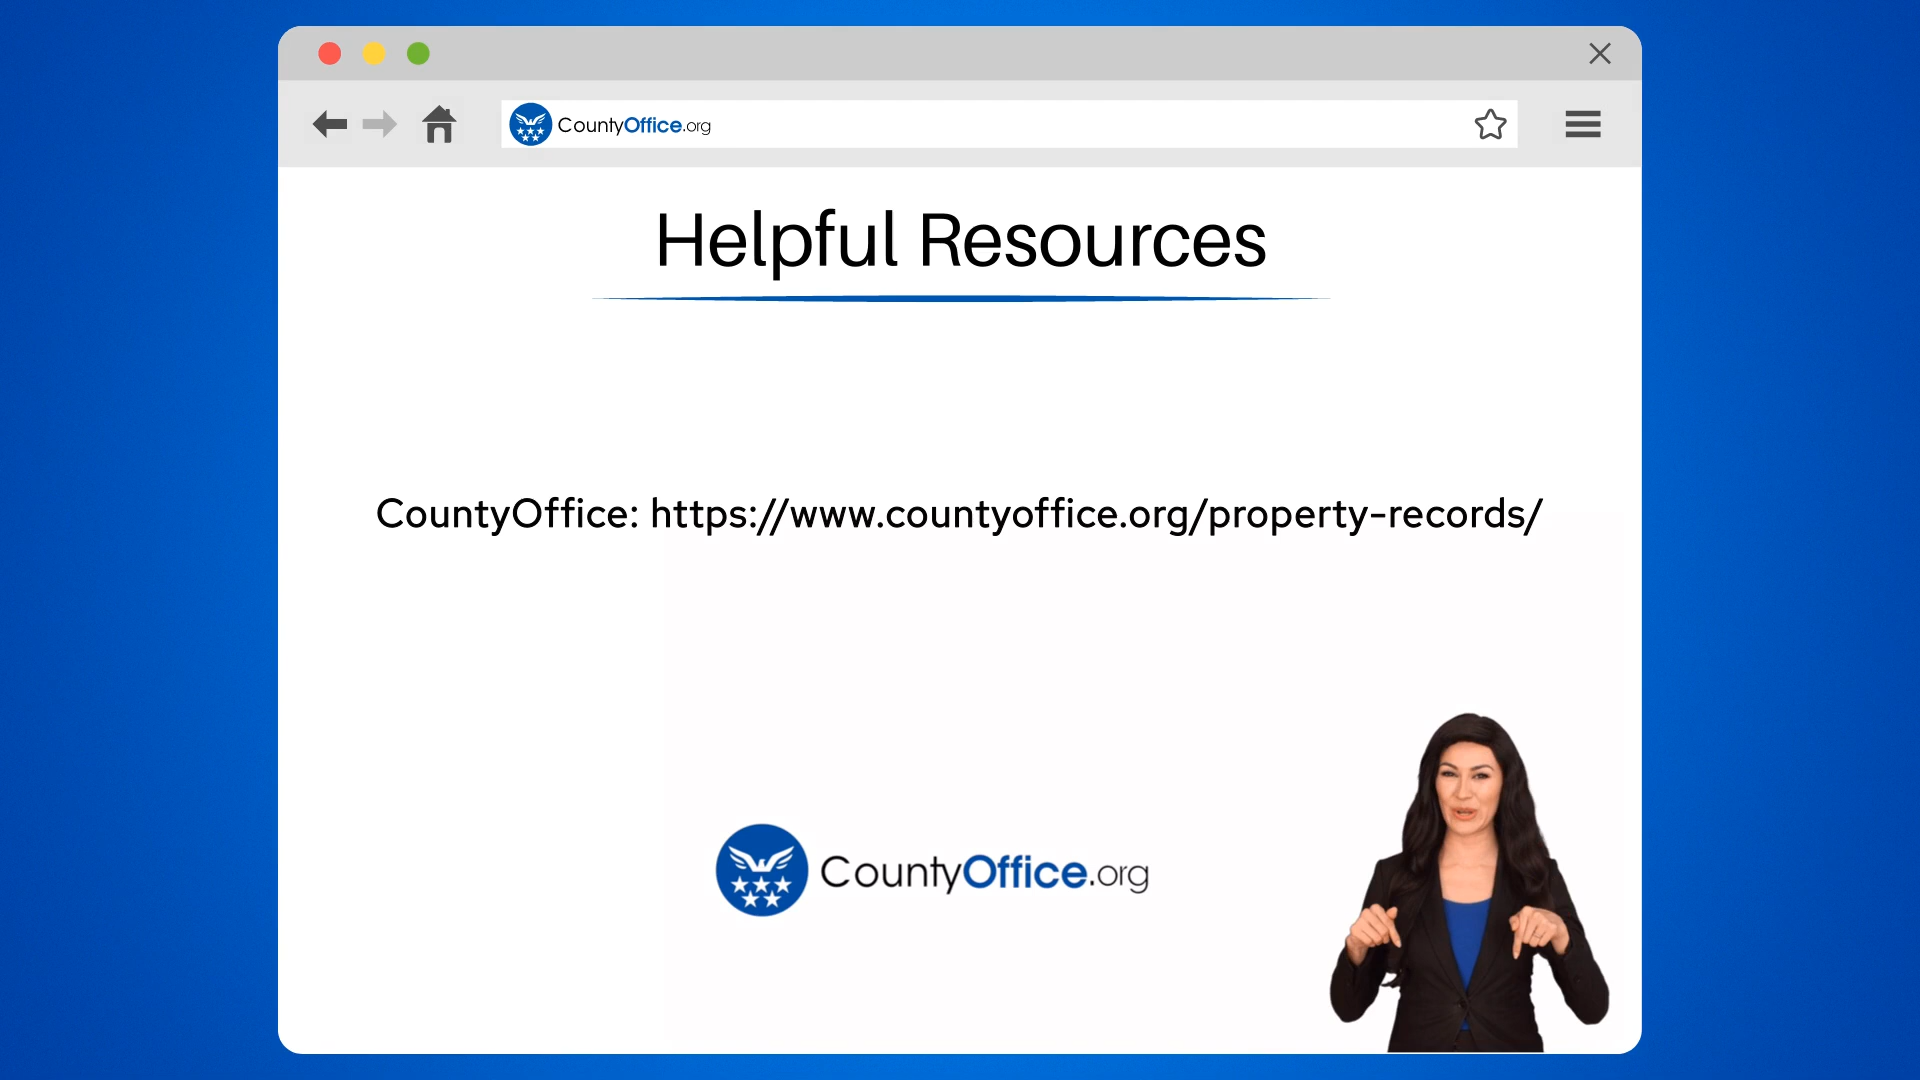 CountyOffice.org
Helpful Resources
CountyOffice: https://www.countyoffice.org/property-records/
CountyOffice.org